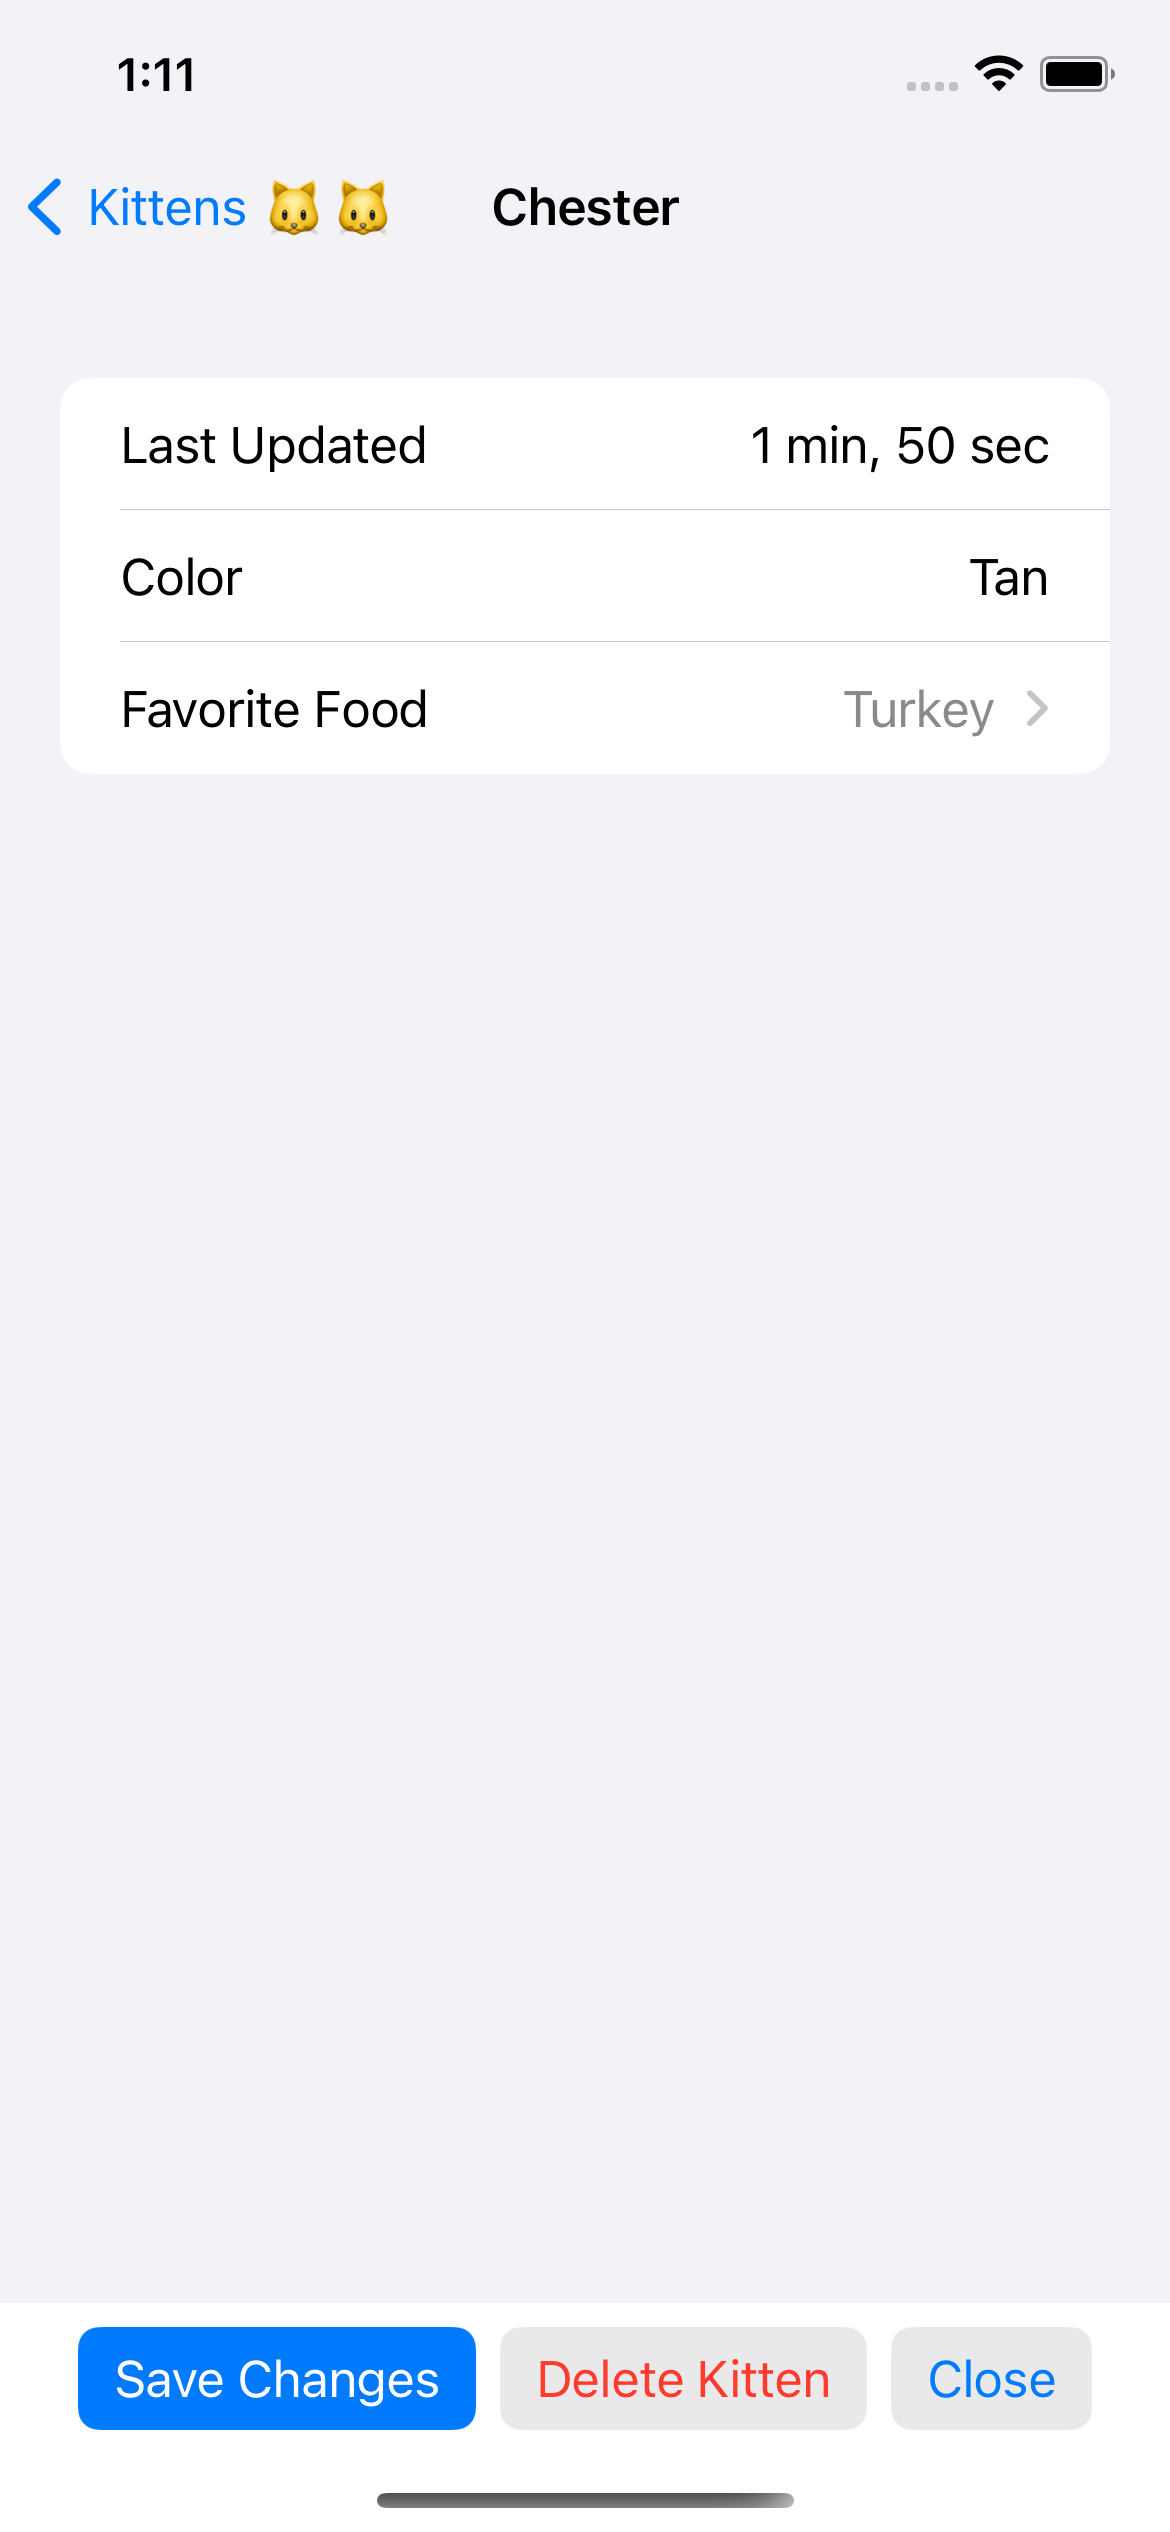 1:11
Kittens 🐱 🐱 Chester
Last Updated 1 min, 50 sec
Color Tan
Favorite Food Turkey
Save Changes Delete Kitten Close